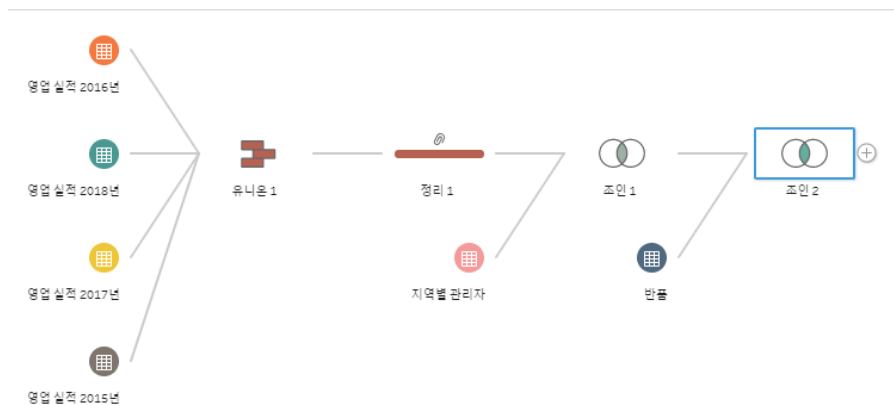 영업 실적 2016년
영업 실적 2018년
유니온 1
정리 1
조인 1
조인 2
영업 실적 2017년
지역별 관리자
반품
영업 실적 2015년